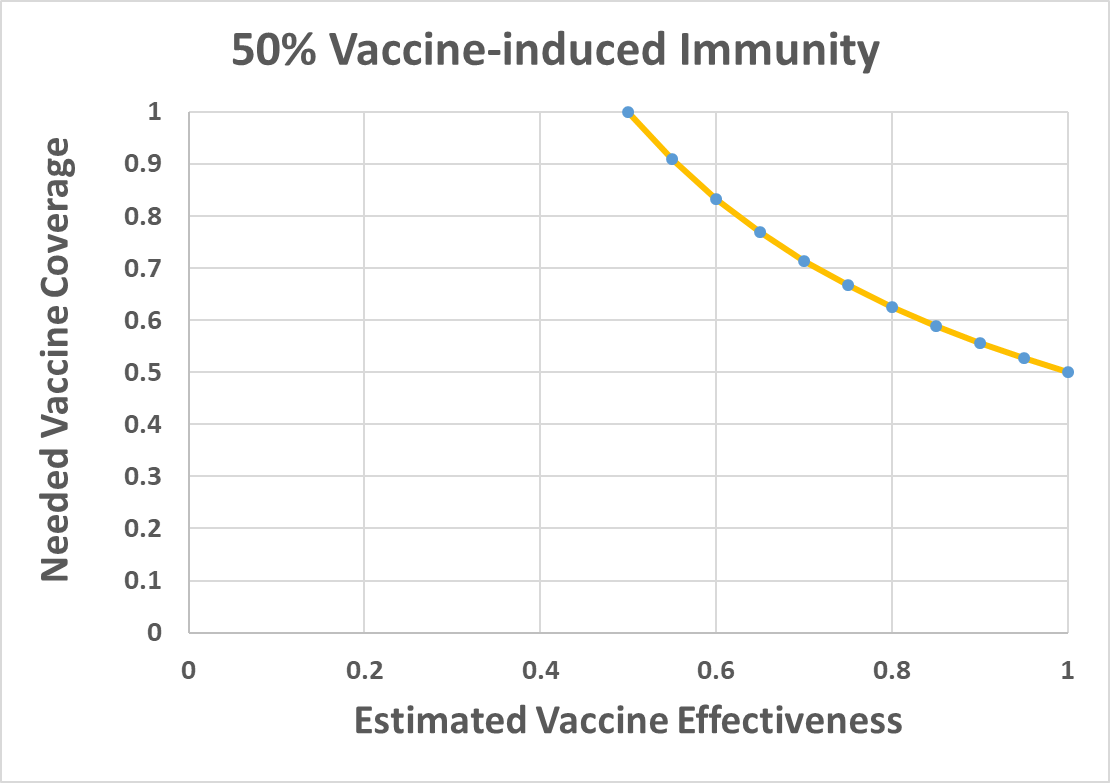 50% Vaccine-induced Immunity
Needed Vaccine Coverage
1
0.9
0.8
0.7
0.6
0.5
0.4
0.3
0.2
0.1
0
0 0.2 0.4 0.6 0.8 1
Estimated Vaccine Effectiveness